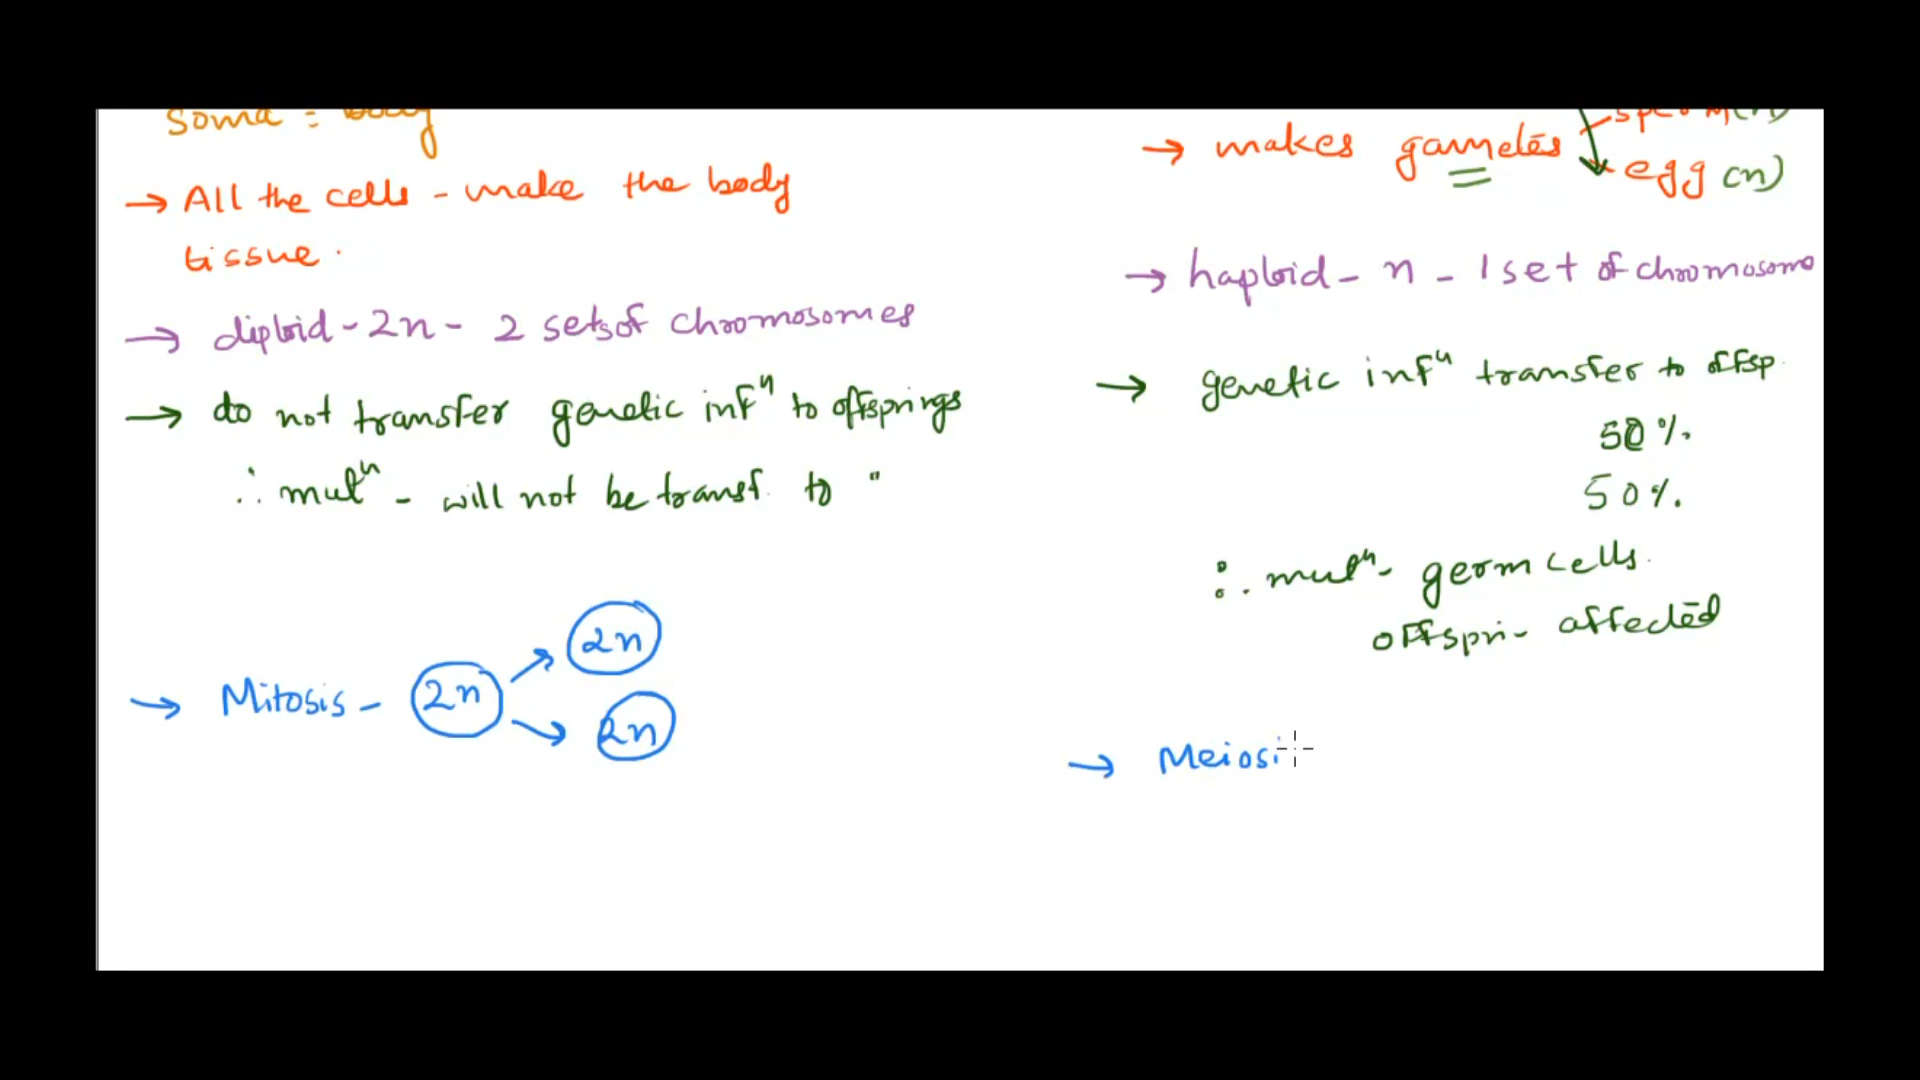 soma = body
→ All the cells - make the body
tissue.
→ diploid - 2n - 2 sets of chromosomes
→ do not transfer genetic infⁿ to offsprings
∴ mutⁿ - will not be transf. to "
→ Mitosis - 2n → 2n
→ 2n
sperm (n)
→ makes gametes → egg (n)
→ haploid - n - 1 set of chromosome
→ genetic infⁿ transfer to offsp.
50%.
50%.
∴ mutⁿ - germ cells.
offspri- affected
→ Meiosi